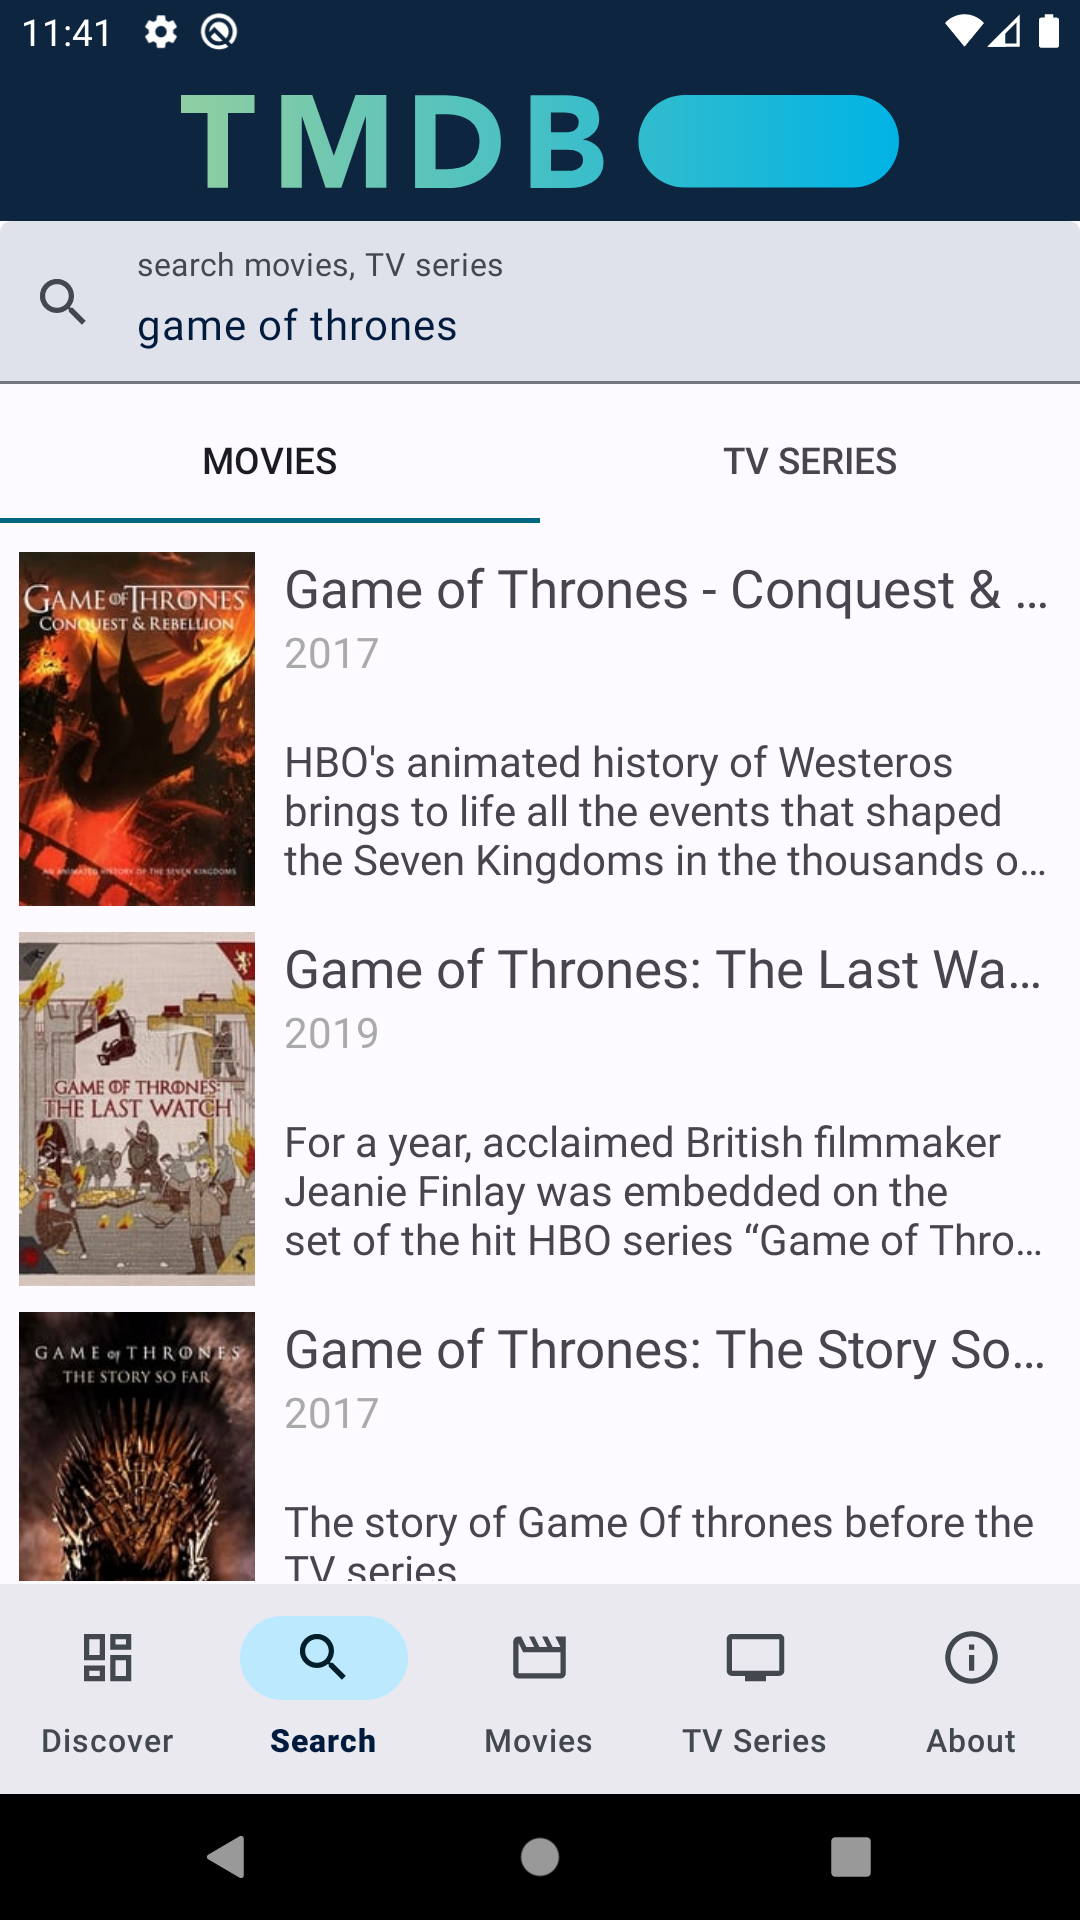 11:41
TMDB
search movies, TV series
game of thrones
MOVIES
TV SERIES
GAME OF THRONES
CONQUEST & REBELLION
AN ANIMATED HISTORY OF THE SEVEN KINGDOMS
Game of Thrones - Conquest & …
2017
HBO's animated history of Westeros
brings to life all the events that shaped
the Seven Kingdoms in the thousands o…
GAME OF THRONES:
THE LAST WATCH
Game of Thrones: The Last Wa…
2019
For a year, acclaimed British filmmaker
Jeanie Finlay was embedded on the
set of the hit HBO series “Game of Thro…
GAME of THRONES
THE STORY SO FAR
Game of Thrones: The Story So…
2017
The story of Game Of thrones before the
TV series
Discover
Search
Movies
TV Series
About